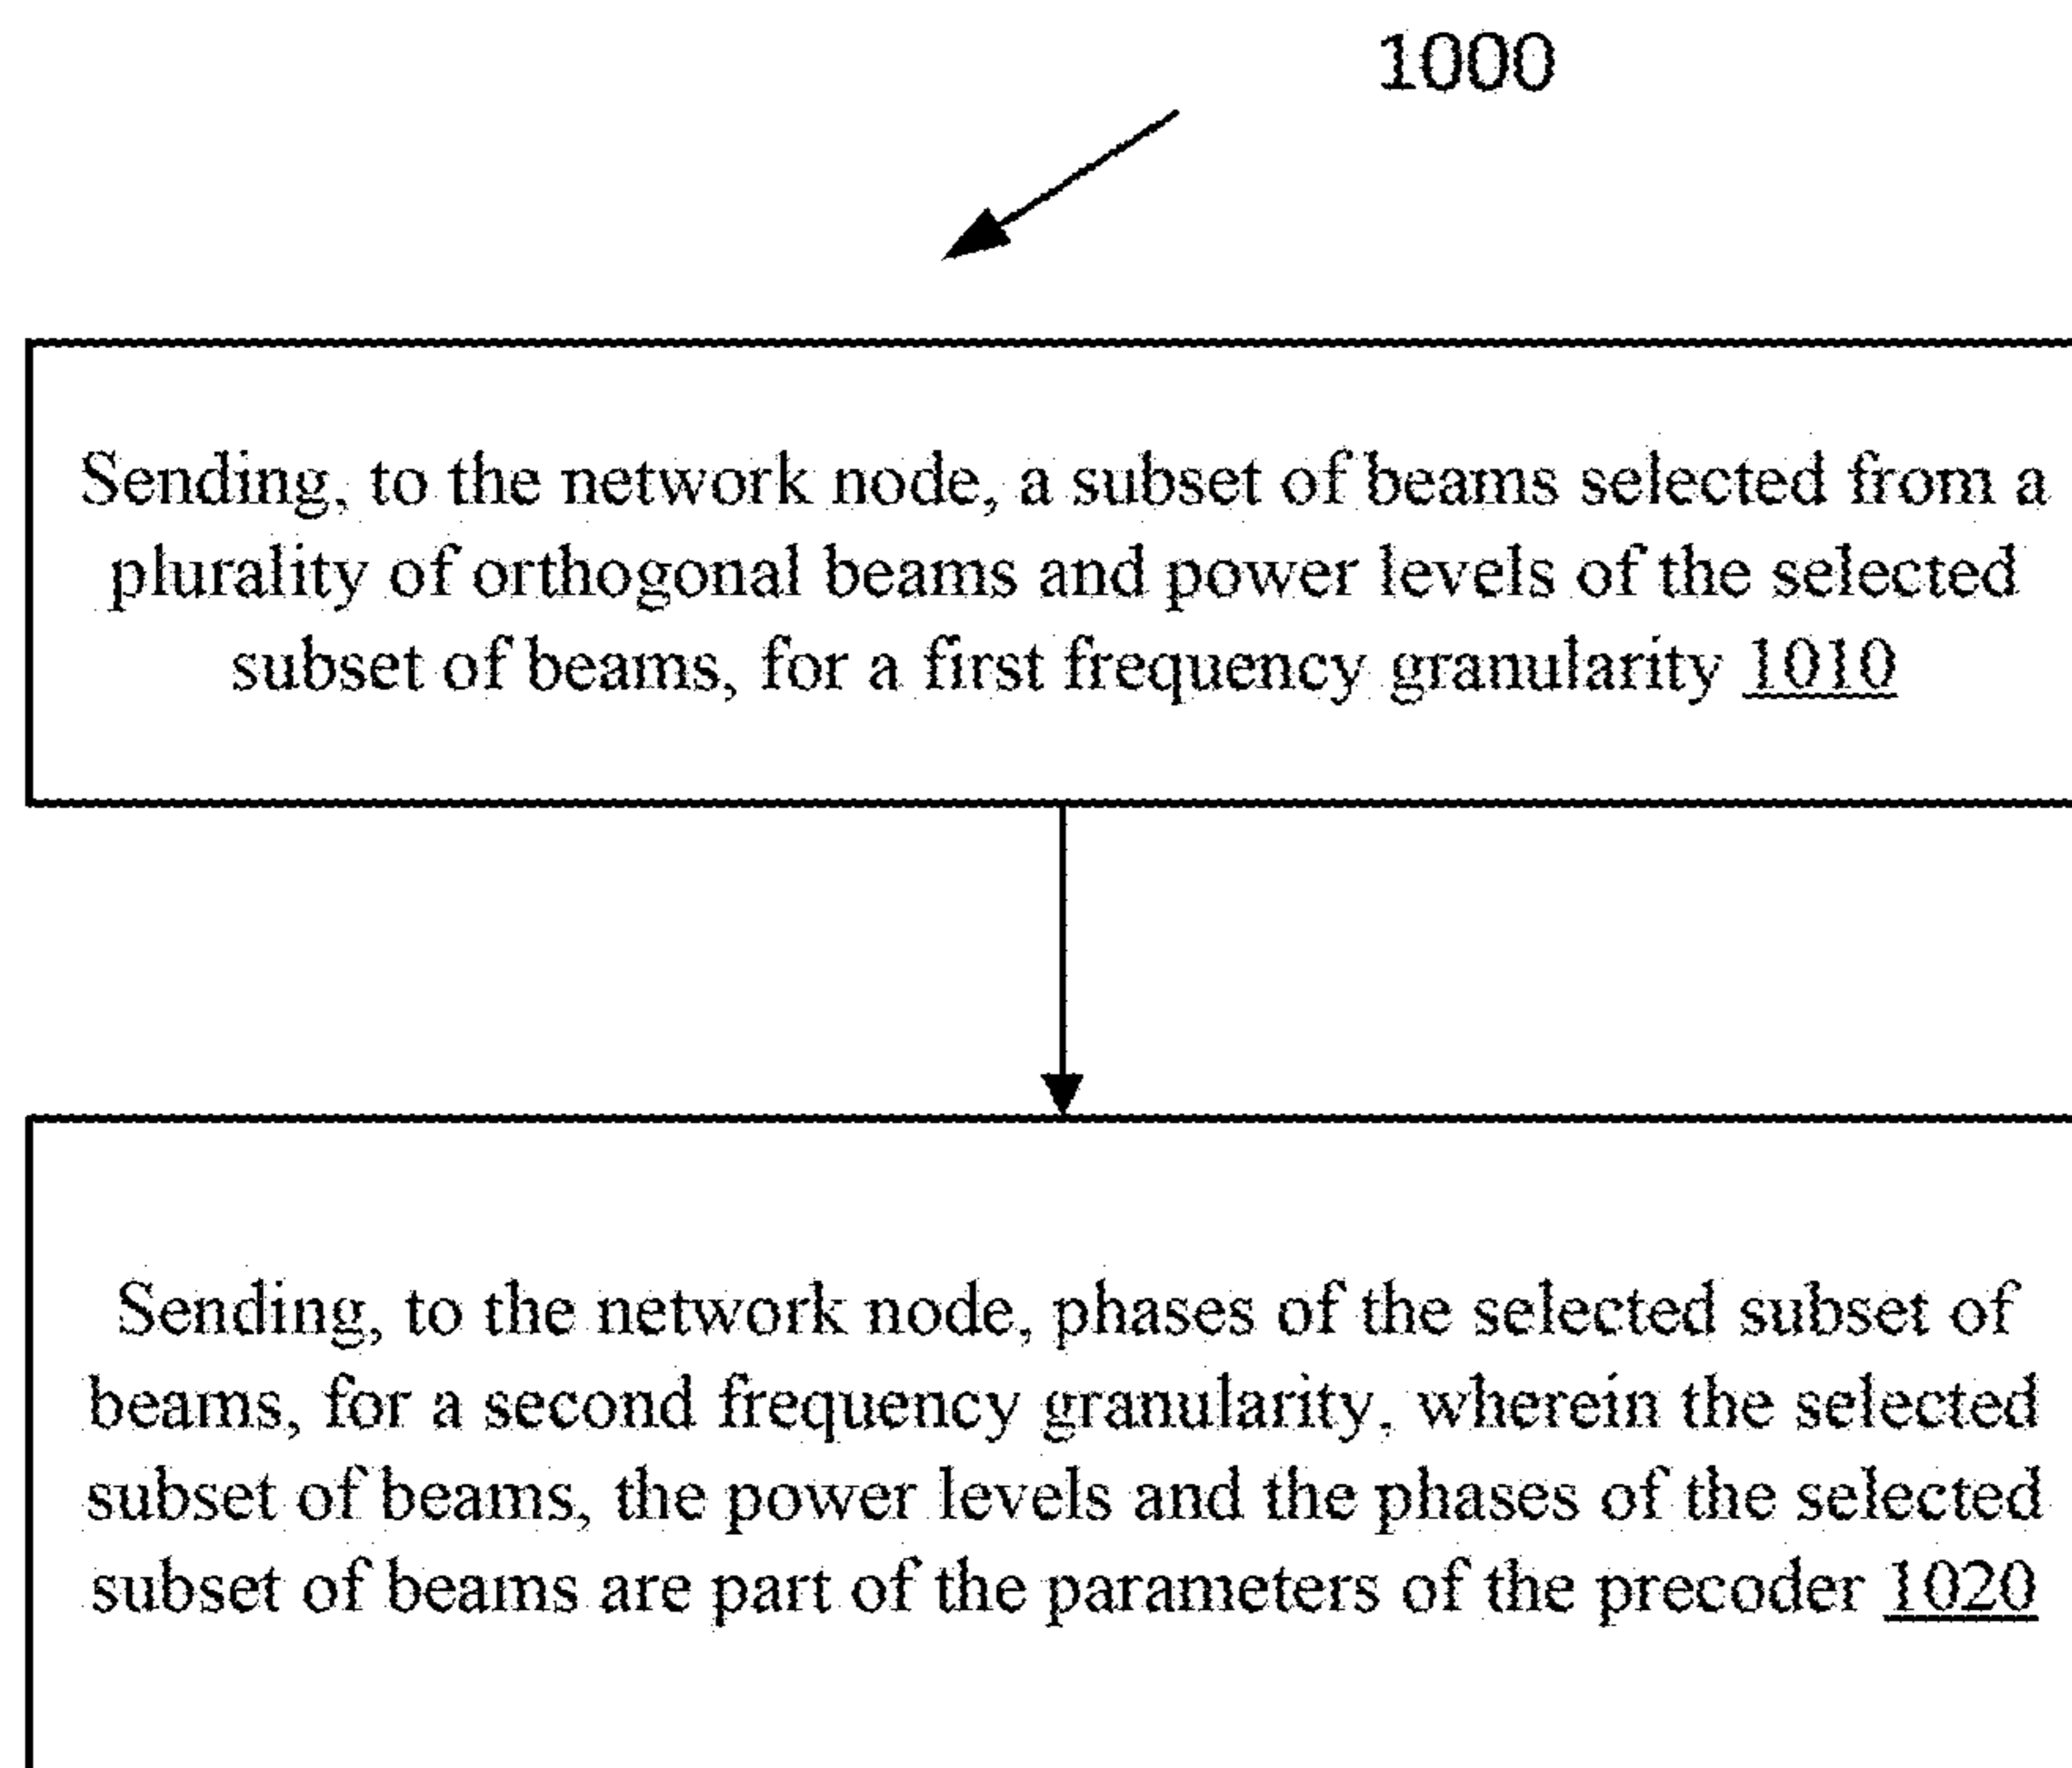 1000
Sending, to the network node, a subset of beams selected from a
plurality of orthogonal beams and power levels of the selected
subset of beams, for a first frequency granularity 1010
Sending, to the network node, phases of the selected subset of
beams, for a second frequency granularity, wherein the selected
subset of beams, the power levels and the phases of the selected
subset of beams are part of the parameters of the precoder 1020